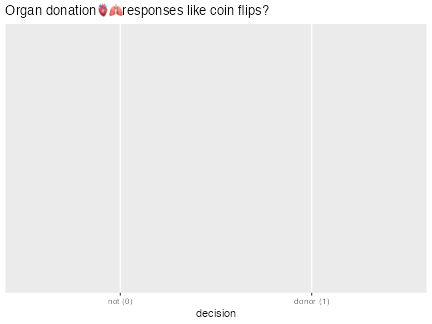 Organ donation🫀🫁responses like coin flips?
not (0) donor (1)
decision